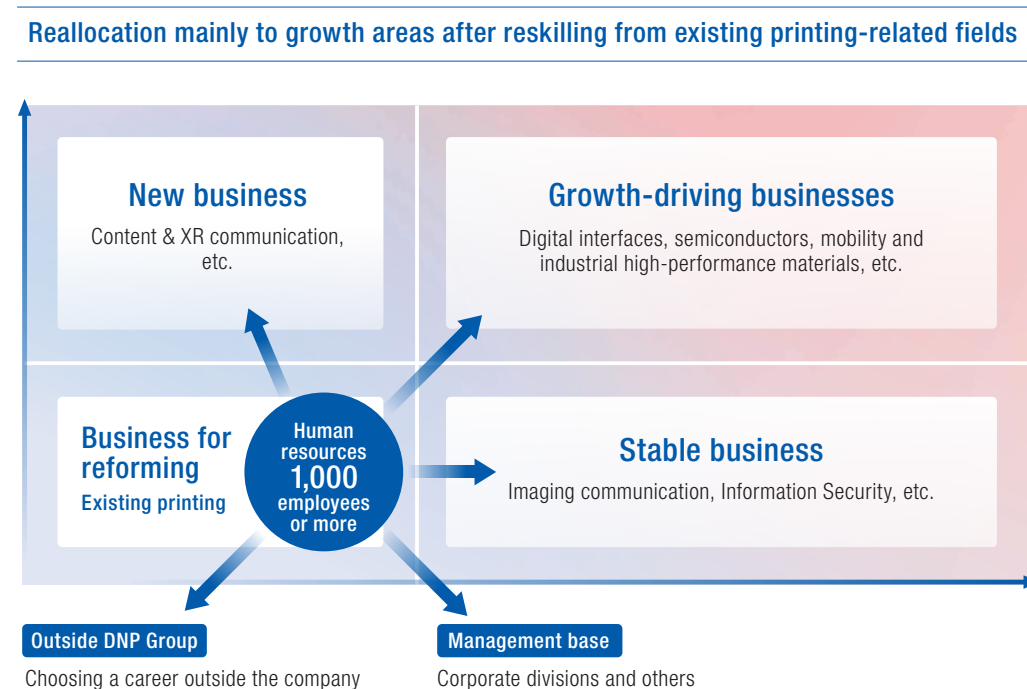 Reallocation mainly to growth areas after reskilling from existing printing-related fields
New business
Content & XR communication,
etc.
Growth-driving businesses
Digital interfaces, semiconductors, mobility and
industrial high-performance materials, etc.
Business for
reforming
Existing printing
Human
resources
1,000
employees
or more
Stable business
Imaging communication, Information Security, etc.
Outside DNP Group
Choosing a career outside the company
Management base
Corporate divisions and others